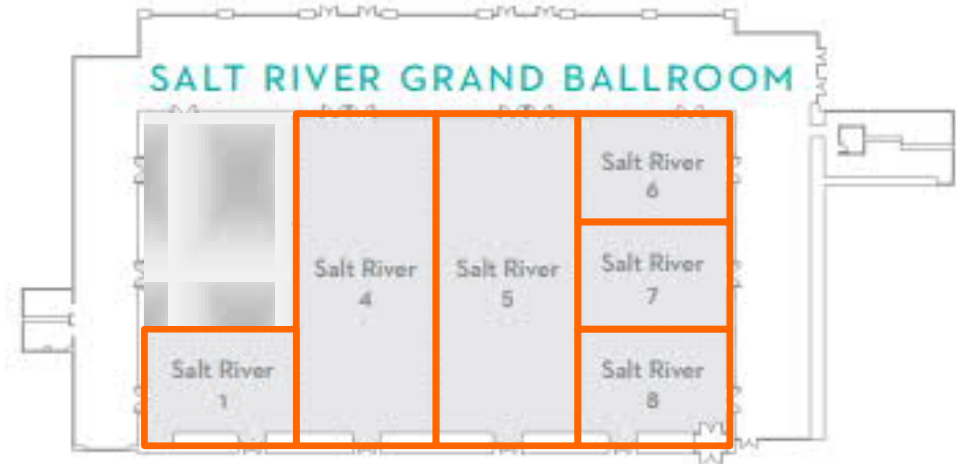 SALT RIVER GRAND BALLROOM
Salt River
6
Salt River
4
Salt River
5
Salt River
7
Salt River
1
Salt River
8